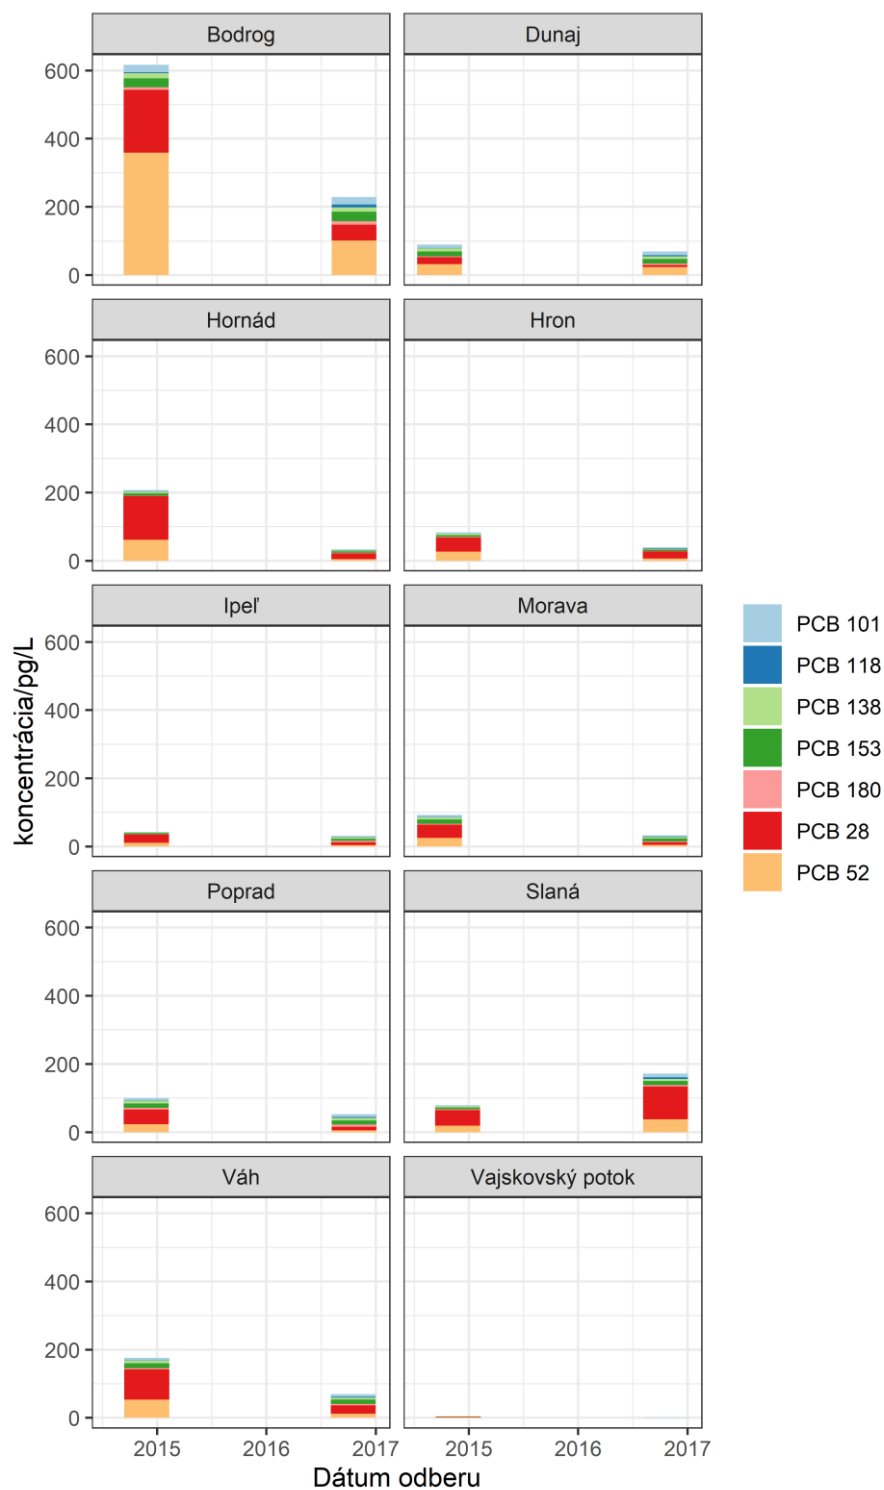 Bodrog
Dunaj
600
400
200
0
Hornád
Hron
600
400
200
0
Ipeľ
Morava
600
400
200
0
Poprad
Slaná
600
400
200
0
Váh
Vajskovský potok
600
400
200
0
2015 2016 2017
2015 2016 2017
Dátum odberu
koncentrácia/pg/L
PCB 101
PCB 118
PCB 138
PCB 153
PCB 180
PCB 28
PCB 52